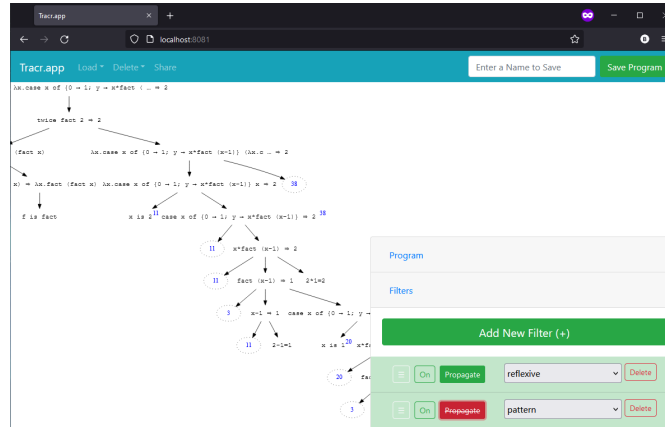 Tracr.app
localhost:8081
Tracr.app Load Delete Share Enter a Name to Save Save Program
λx.case x of {0 → 1; y → x*fact ( … ⇒ 2
twice fact 2 ⇒ 2
(fact x) λx.case x of {0 → 1; y → x*fact (x-1)} (λx.c … ⇒ 2
x) ⇒ λx.fact (fact x) λx.case x of {0 → 1; y → x*fact (x-1)} x ⇒ 2 38
f is fact x is 2 11 case x of {0 → 1; y → x*fact (x-1)} ⇒ 2 38
11 x*fact (x-1) ⇒ 2
Program
11 fact (x-1) ⇒ 1 2*1=2
Filters
3 x-1 ⇒ 1 case x of {0 → 1; y →
Add New Filter (+)
11 2-1=1 x is 1 20 x*f
On Propagate reflexive Delete
20 fac
On Propagate pattern Delete
3